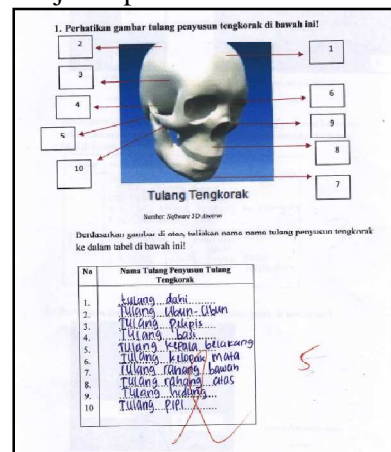 1. Perhatikan gambar tulang penyusun tengkorak di bawah ini!
2
1
3
4
6
5
9
8
10
7
Tulang Tengkorak
Sumber: Software 3D
Berdasarkan gambar di atas, tuliskan nama nama tulang penyusun tengkorak
ke dalam tabel di bawah ini!
No Nama Tulang Penyusun Tulang
Tengkorak
1. tulang dahi
2. Tulang Ubun-Ubun
3. Tulang Pelipis
4. Tulang baji
5. Tulang kepala belakang
6. Tulang kelopak mata
7. Tulang rahang bawah
8. Tulang rahang atas
9. Tulang hidung
10 Tulang PIPI
5